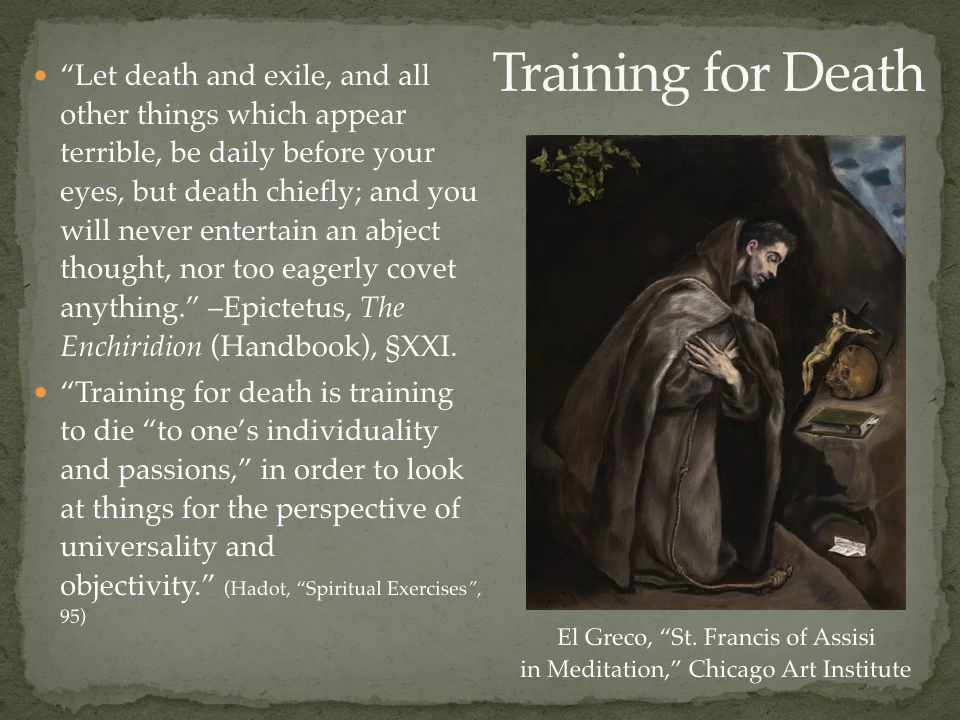 Training for Death
“Let death and exile, and all
other things which appear
terrible, be daily before your
eyes, but death chiefly; and you
will never entertain an abject
thought, nor too eagerly covet
anything.” –Epictetus, The
Enchiridion (Handbook), §XXI.
“Training for death is training
to die “to one’s individuality
and passions,” in order to look
at things for the perspective of
universality and
objectivity.” (Hadot, “Spiritual Exercises”,
95)
El Greco, “St. Francis of Assisi
in Meditation,” Chicago Art Institute